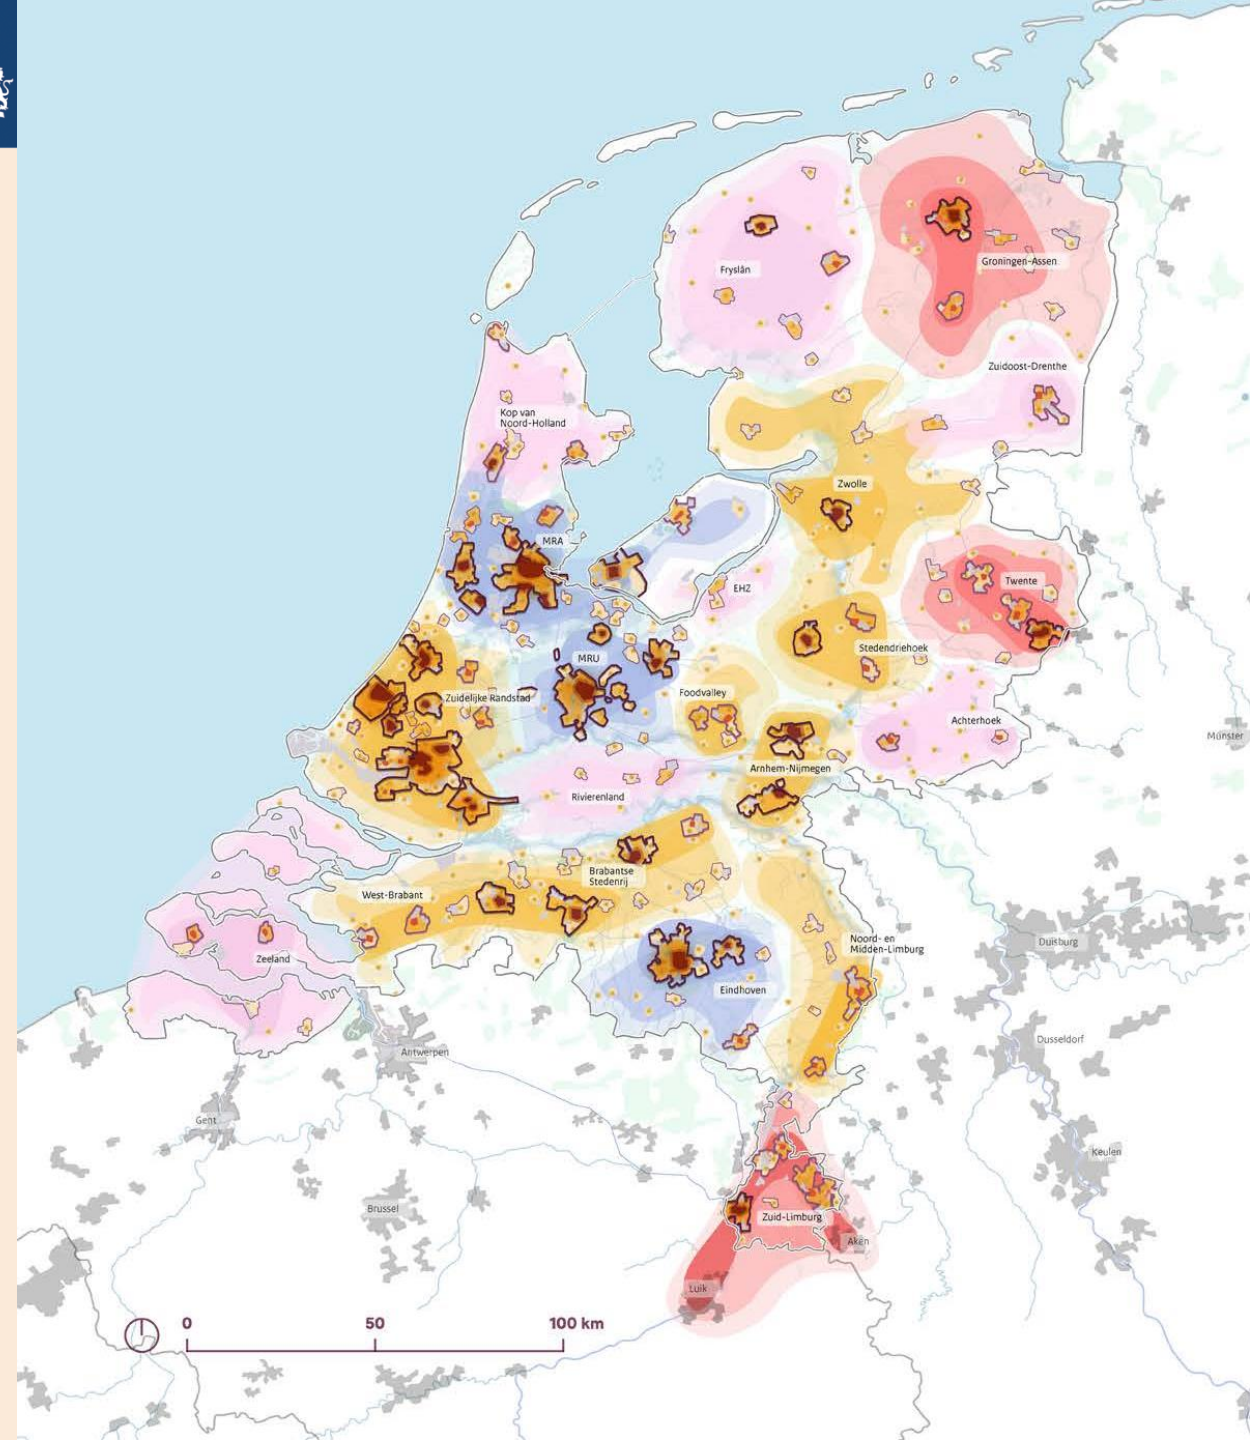 Groningen-Assen
Fryslân
Zuidoost-Drenthe
Kop van
Noord-Holland
Zwolle
MRA
Twente
EHZ
Stedendriehoek
MRU
Foodvalley
Zuidelijke Randstad
Achterhoek
Münster
Arnhem-Nijmegen
Rivierenland
Brabantse
Stedenrij
West-Brabant
Noord- en
Midden-Limburg
Duisburg
Zeeland
Eindhoven
Dusseldorf
Antwerpen
Gent
Keulen
Brussel
Zuid-Limburg
Aken
Luik
0 50 100 km